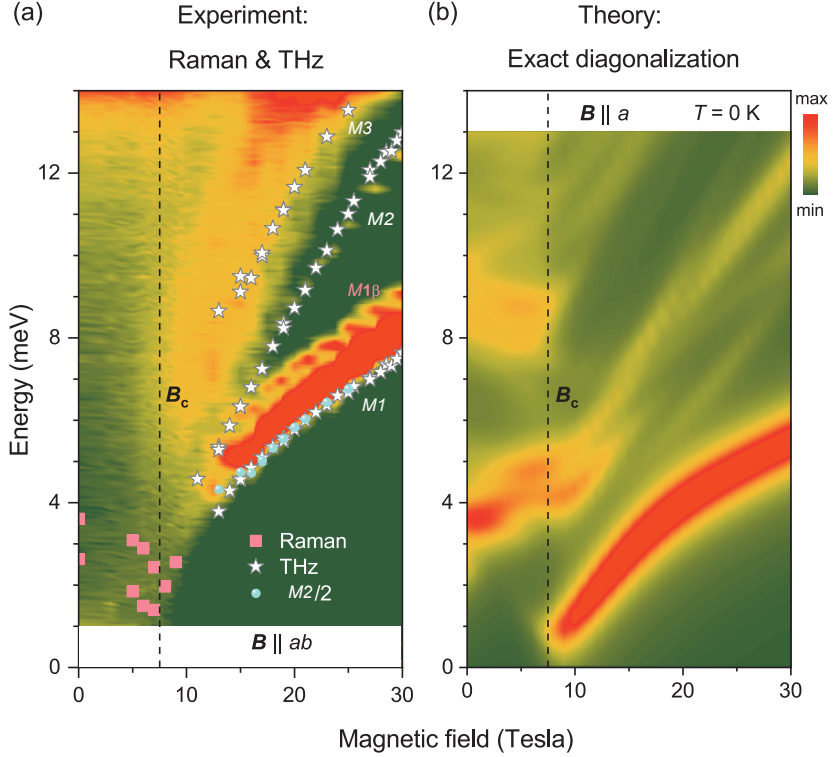 (a) Experiment:
Raman & THz
(b) Theory:
Exact diagonalization
Energy (meV)
12
8
4
0
M3
M2
M1β
M1
Bc
Raman
THz
M2/2
B || ab
0 10 20 30
B || a T = 0 K
max
min
12
8
4
0
Bc
0 10 20 30
Magnetic field (Tesla)